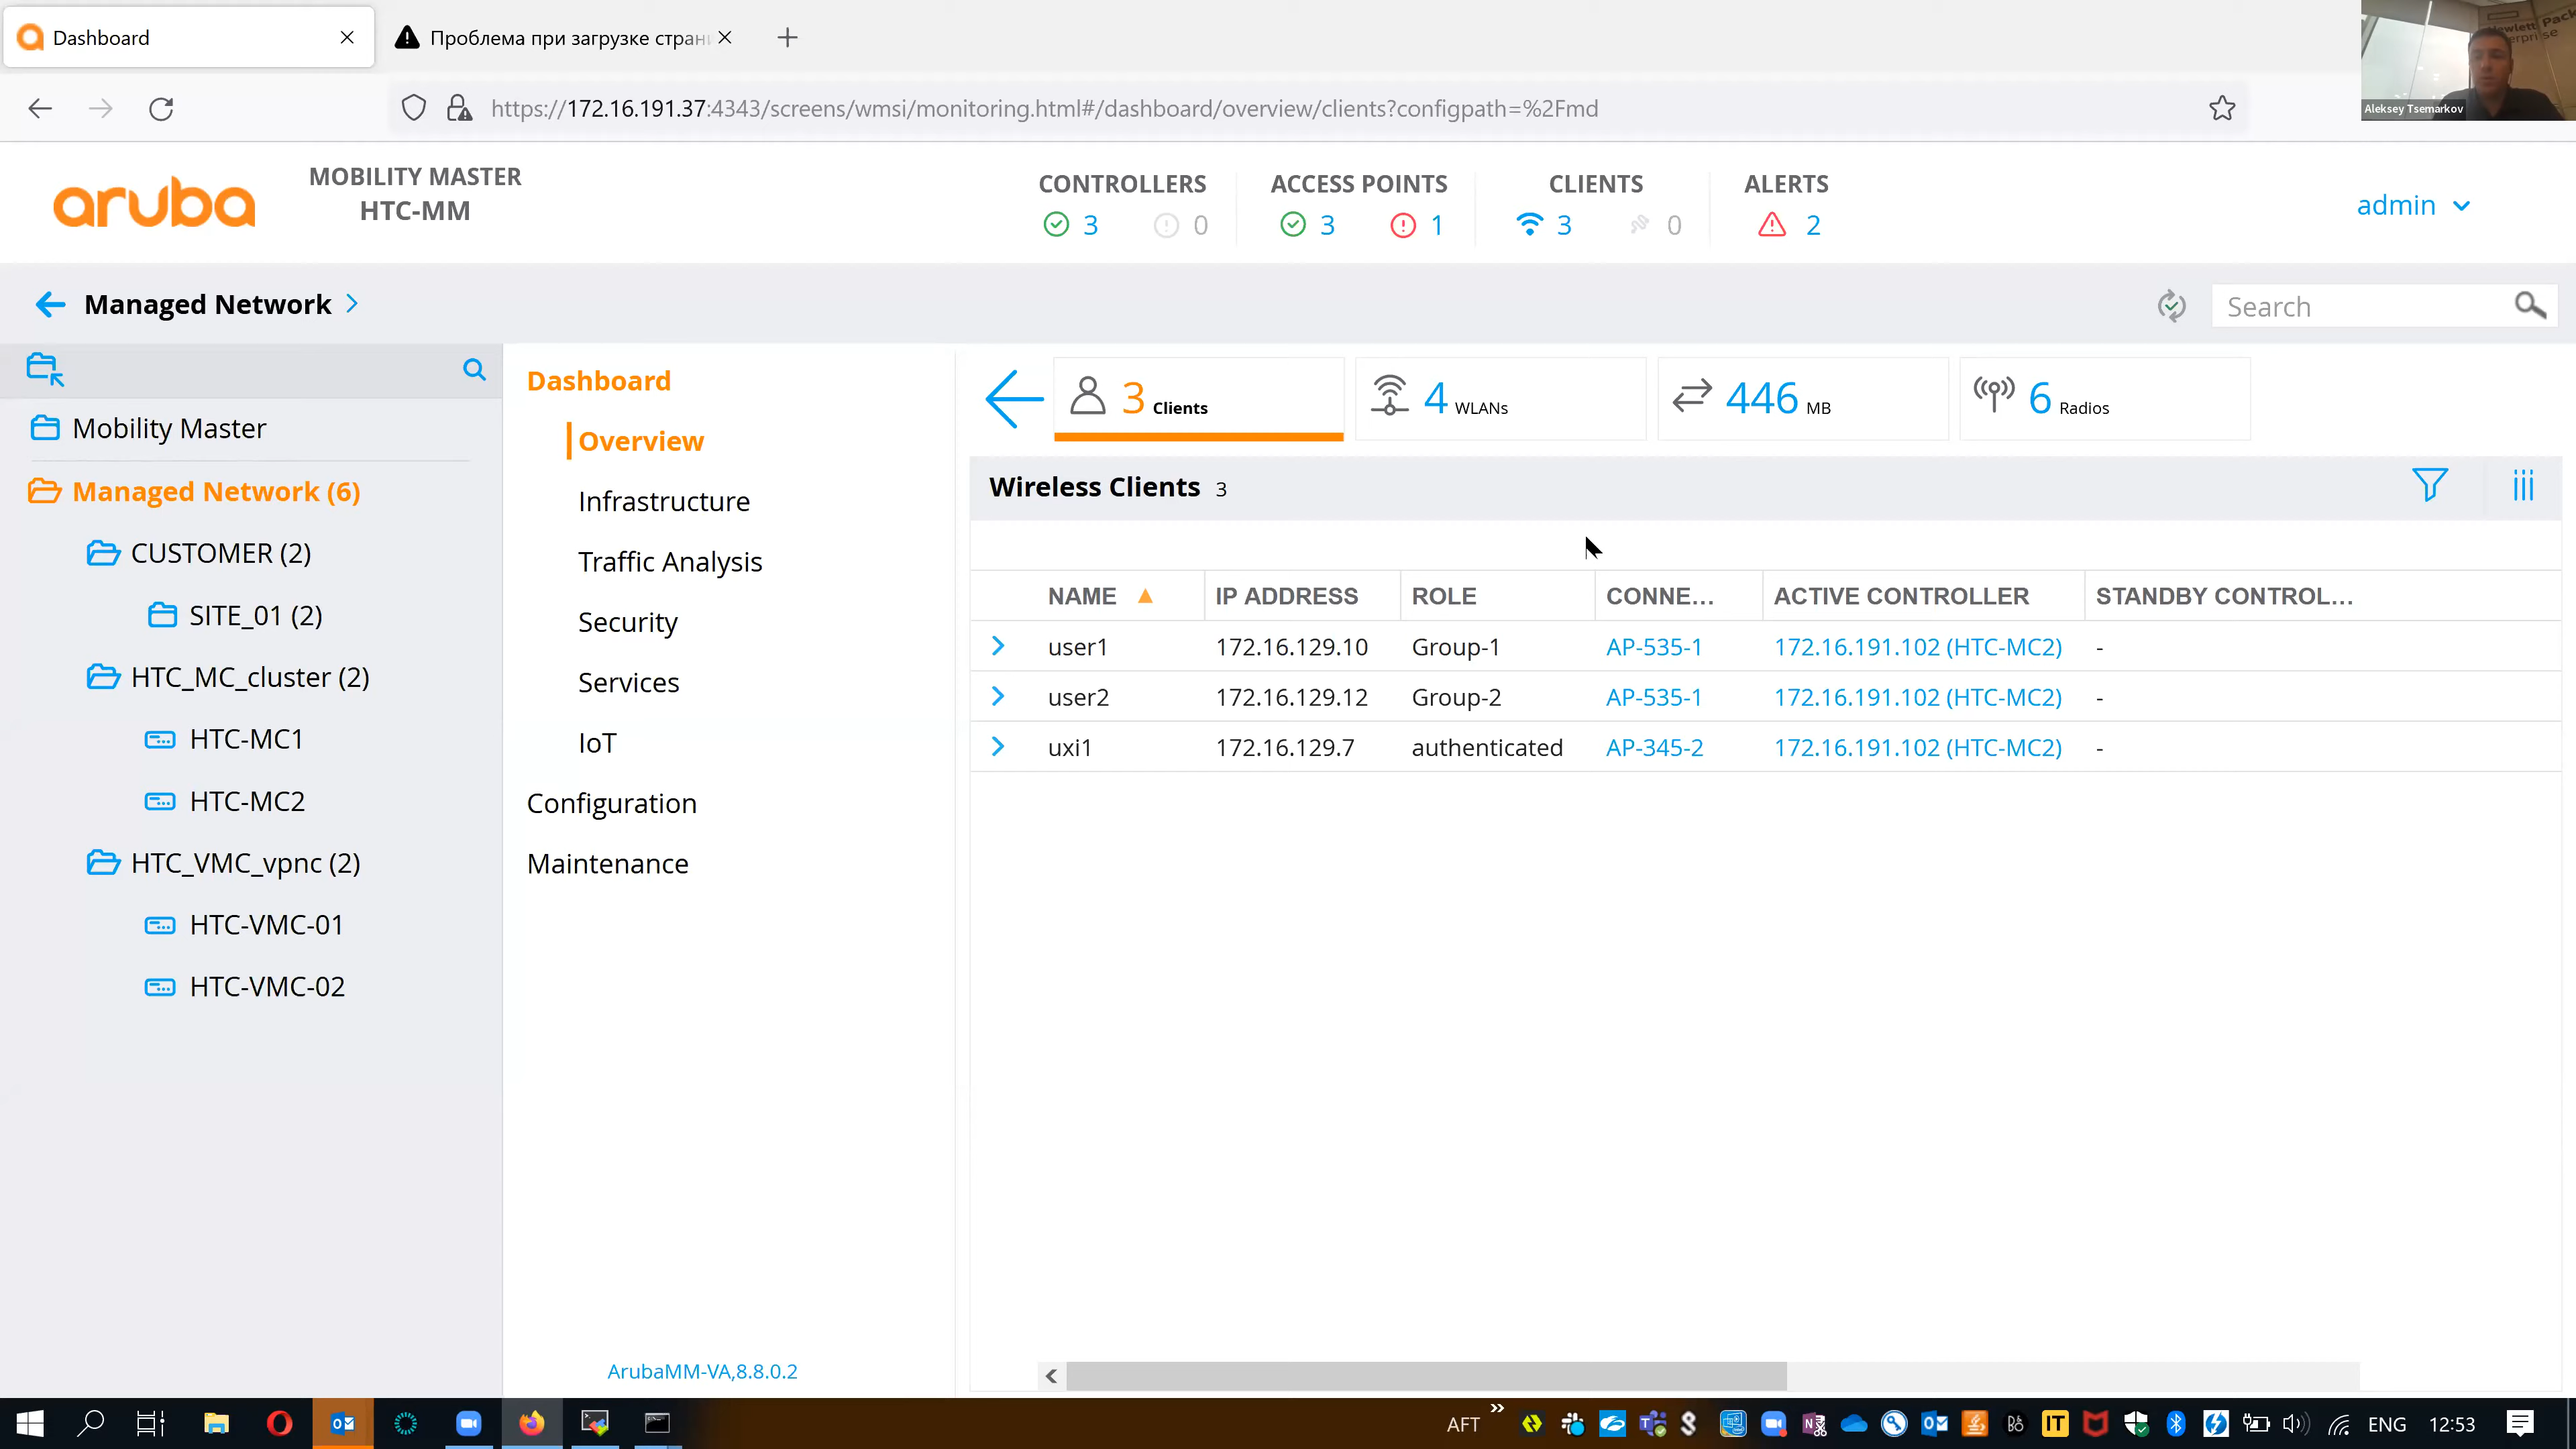 Dashboard
Проблема при загрузке стран
https://172.16.191.37:4343/screens/wmsi/monitoring.html#/dashboard/overview/clients?configpath=%2Fmd
Hewlett Pack
Enterprise
Aleksey Tsemarkov
aruba
MOBILITY MASTER
HTC-MM
CONTROLLERS
3 0
ACCESS POINTS
3 1
CLIENTS
3 0
ALERTS
2
admin
Managed Network
Search
Mobility Master
Managed Network (6)
CUSTOMER (2)
SITE_01 (2)
HTC_MC_cluster (2)
HTC-MC1
HTC-MC2
HTC_VMC_vpnc (2)
HTC-VMC-01
HTC-VMC-02
Dashboard
Overview
Infrastructure
Traffic Analysis
Security
Services
IoT
Configuration
Maintenance
ArubaMM-VA,8.8.0.2
3 Clients
4 WLANs
446 MB
6 Radios
Wireless Clients 3
NAME IP ADDRESS ROLE CONNE... ACTIVE CONTROLLER STANDBY CONTROL...
user1 172.16.129.10 Group-1 AP-535-1 172.16.191.102 (HTC-MC2) -
user2 172.16.129.12 Group-2 AP-535-1 172.16.191.102 (HTC-MC2) -
uxi1 172.16.129.7 authenticated AP-345-2 172.16.191.102 (HTC-MC2) -
AFT
IT
ENG 12:53